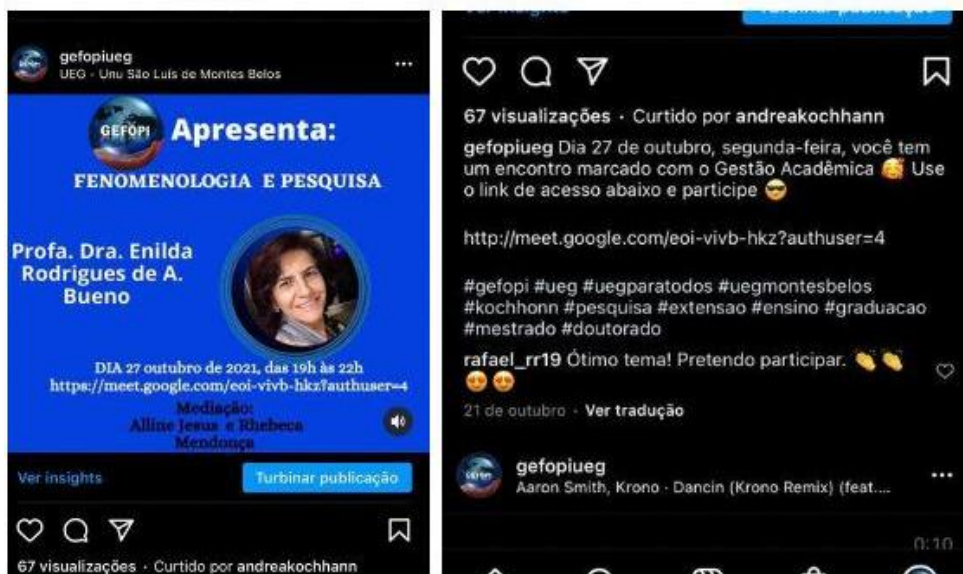 gefopiueg
UEG - Unu São Luís de Montes Belos
GEFOPI
Apresenta:
FENOMENOLOGIA E PESQUISA
Profa. Dra. Enilda
Rodrigues de A.
Bueno
DIA 27 outubro de 2021, das 19h às 22h
https://meet.google.com/eoi-vivb-hkz?authuser=4
Mediação:
Alline Jesus e Rhebeca
Mendonça
Ver insights
Turbinar publicação
67 visualizações · Curtido por andreakochhann
Ver insights
Turbinar publicação
67 visualizações · Curtido por andreakochhann
gefopiueg Dia 27 de outubro, segunda-feira, você tem
um encontro marcado com o Gestão Acadêmica 🥰 Use
o link de acesso abaixo e participe 😎
http://meet.google.com/eoi-vivb-hkz?authuser=4
#gefopi #ueg #uegparatodos #uegmontesbelos
#kochhonn #pesquisa #extensao #ensino #graduacao
#mestrado #doutorado
rafael_rr19 Ótimo tema! Pretendo participar. 👏👏
😍😍
21 de outubro · Ver tradução
gefopiueg
Aaron Smith, Krono · Dancin (Krono Remix) (feat....
0:10